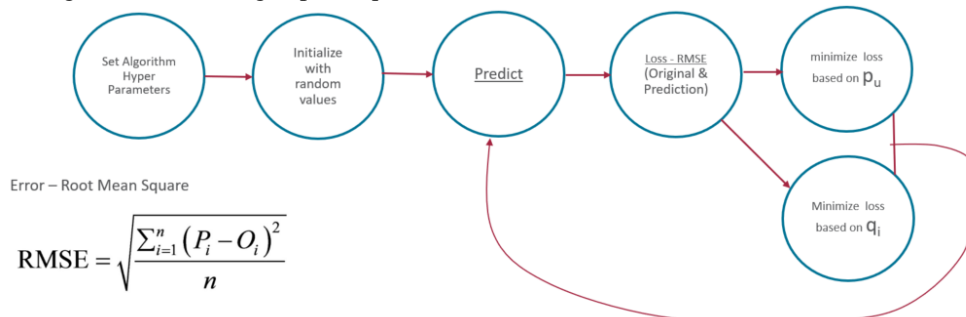 Set Algorithm
Hyper
Parameters
Initialize
with
random
values
Predict
Loss - RMSE
(Original &
Prediction)
minimize loss
based on pu
Minimize loss
based on qi
Error – Root Mean Square
RMSE = √(∑ⁿᵢ₌₁ (Pᵢ – Oᵢ)² / n)